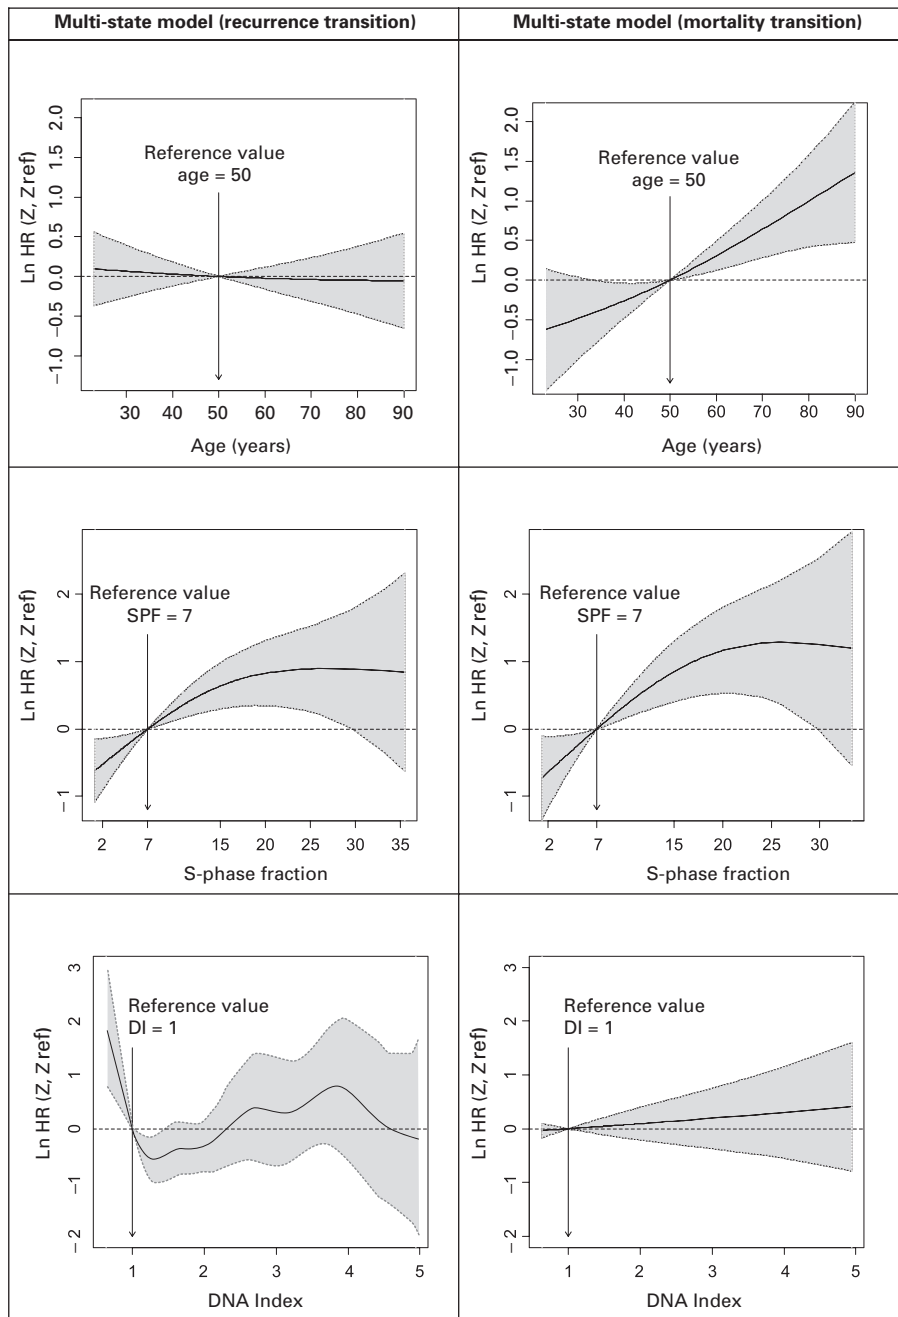 Multi-state model (recurrence transition)
Multi-state model (mortality transition)
Ln HR (Z, Z ref)
2.0
1.5
1.0
0.5
0.0
−0.5
−1.0
Reference value
age = 50
30 40 50 60 70 80 90
Age (years)
Ln HR (Z, Z ref)
2.0
1.5
1.0
0.5
0.0
−0.5
−1.0
Reference value
age = 50
30 40 50 60 70 80 90
Age (years)
Ln HR (Z, Z ref)
2
1
0
−1
Reference value
SPF = 7
2 7 15 20 25 30 35
S-phase fraction
Ln HR (Z, Z ref)
2
1
0
−1
Reference value
SPF = 7
2 7 15 20 25 30
S-phase fraction
Ln HR (Z, Z ref)
3
2
1
0
−1
−2
Reference value
DI = 1
1 2 3 4 5
DNA Index
Ln HR (Z, Z ref)
3
2
1
0
−1
−2
Reference value
DI = 1
1 2 3 4 5
DNA Index